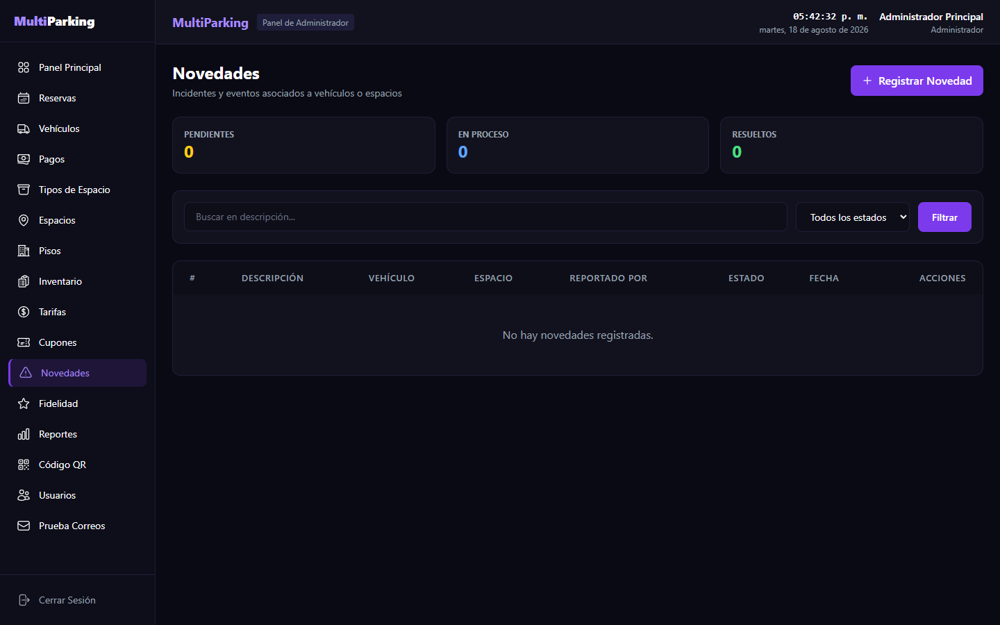 MultiParking
Panel Principal
Reservas
Vehículos
Pagos
Tipos de Espacio
Espacios
Pisos
Inventario
Tarifas
Cupones
Novedades
Fidelidad
Reportes
Código QR
Usuarios
Prueba Correos
Cerrar Sesión
MultiParking Panel de Administrador
05:42:32 p. m. Administrador Principal
martes, 18 de agosto de 2026 Administrador
Novedades
Incidentes y eventos asociados a vehículos o espacios
+ Registrar Novedad
PENDIENTES
0
EN PROCESO
0
RESUELTOS
0
Buscar en descripción... Todos los estados Filtrar
# DESCRIPCIÓN VEHÍCULO ESPACIO REPORTADO POR ESTADO FECHA ACCIONES
No hay novedades registradas.